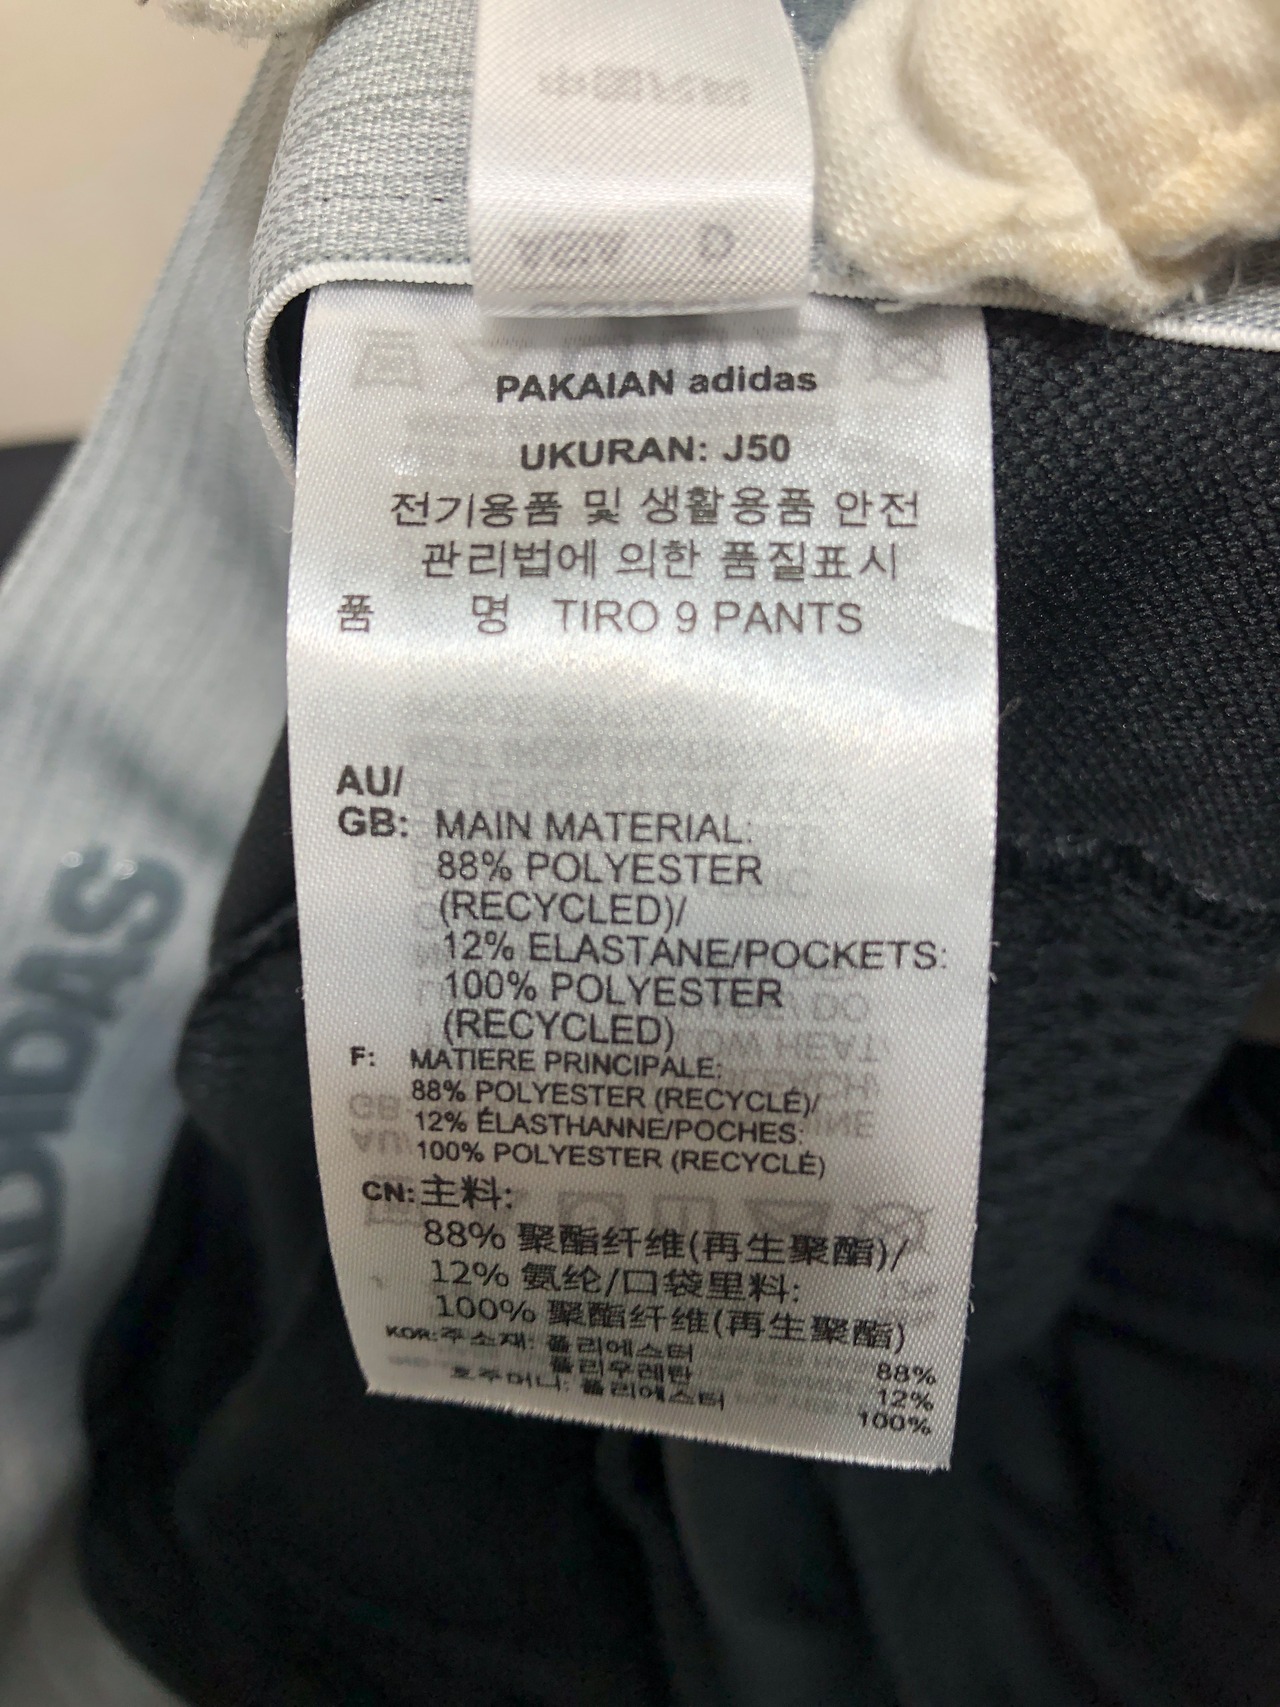 PAKAIAN adidas
UKURAN: J50
전기용품 및 생활용품 안전
관리법에 의한 품질표시
품 명 TIRO 9 PANTS
AU/
GB: MAIN MATERIAL:
88% POLYESTER
(RECYCLED)/
12% ELASTANE/POCKETS:
100% POLYESTER
(RECYCLED)
F: MATIERE PRINCIPALE:
88% POLYESTER (RECYCLÉ)/
12% ÉLASTHANNE/POCHES:
100% POLYESTER (RECYCLÉ)
CN: 主料:
88% 聚酯纤维(再生聚酯)/
12% 氨纶/口袋里料:
100% 聚酯纤维(再生聚酯)
KOR: 주소재: 폴리에스터 88%
폴리우레탄 12%
호주머니: 폴리에스터 100%
ADIDAS